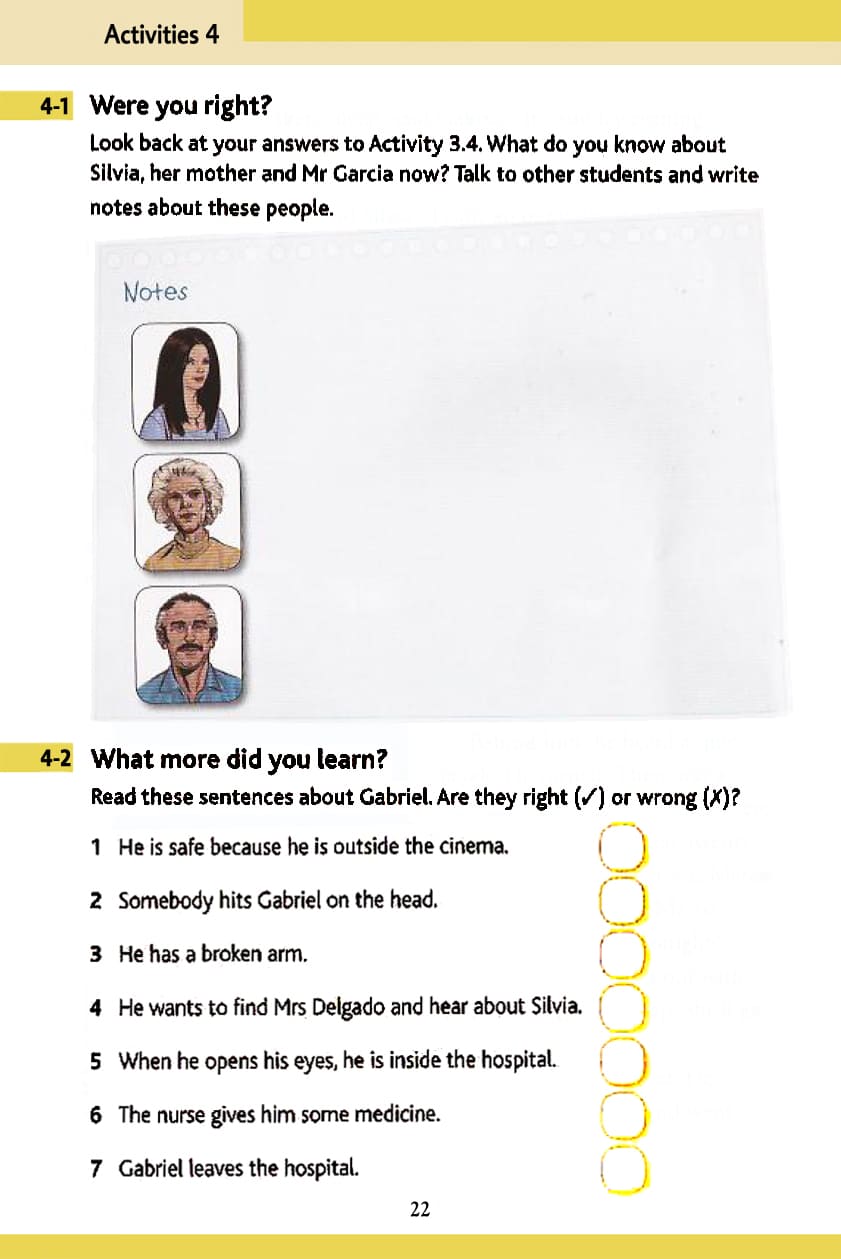 Activities 4
4-1 Were you right?
Look back at your answers to Activity 3.4. What do you know about
Silvia, her mother and Mr Garcia now? Talk to other students and write
notes about these people.
Notes
4-2 What more did you learn?
Read these sentences about Gabriel. Are they right (✓) or wrong (✗)?
1 He is safe because he is outside the cinema.
2 Somebody hits Gabriel on the head.
3 He has a broken arm.
4 He wants to find Mrs Delgado and hear about Silvia.
5 When he opens his eyes, he is inside the hospital.
6 The nurse gives him some medicine.
7 Gabriel leaves the hospital.
22